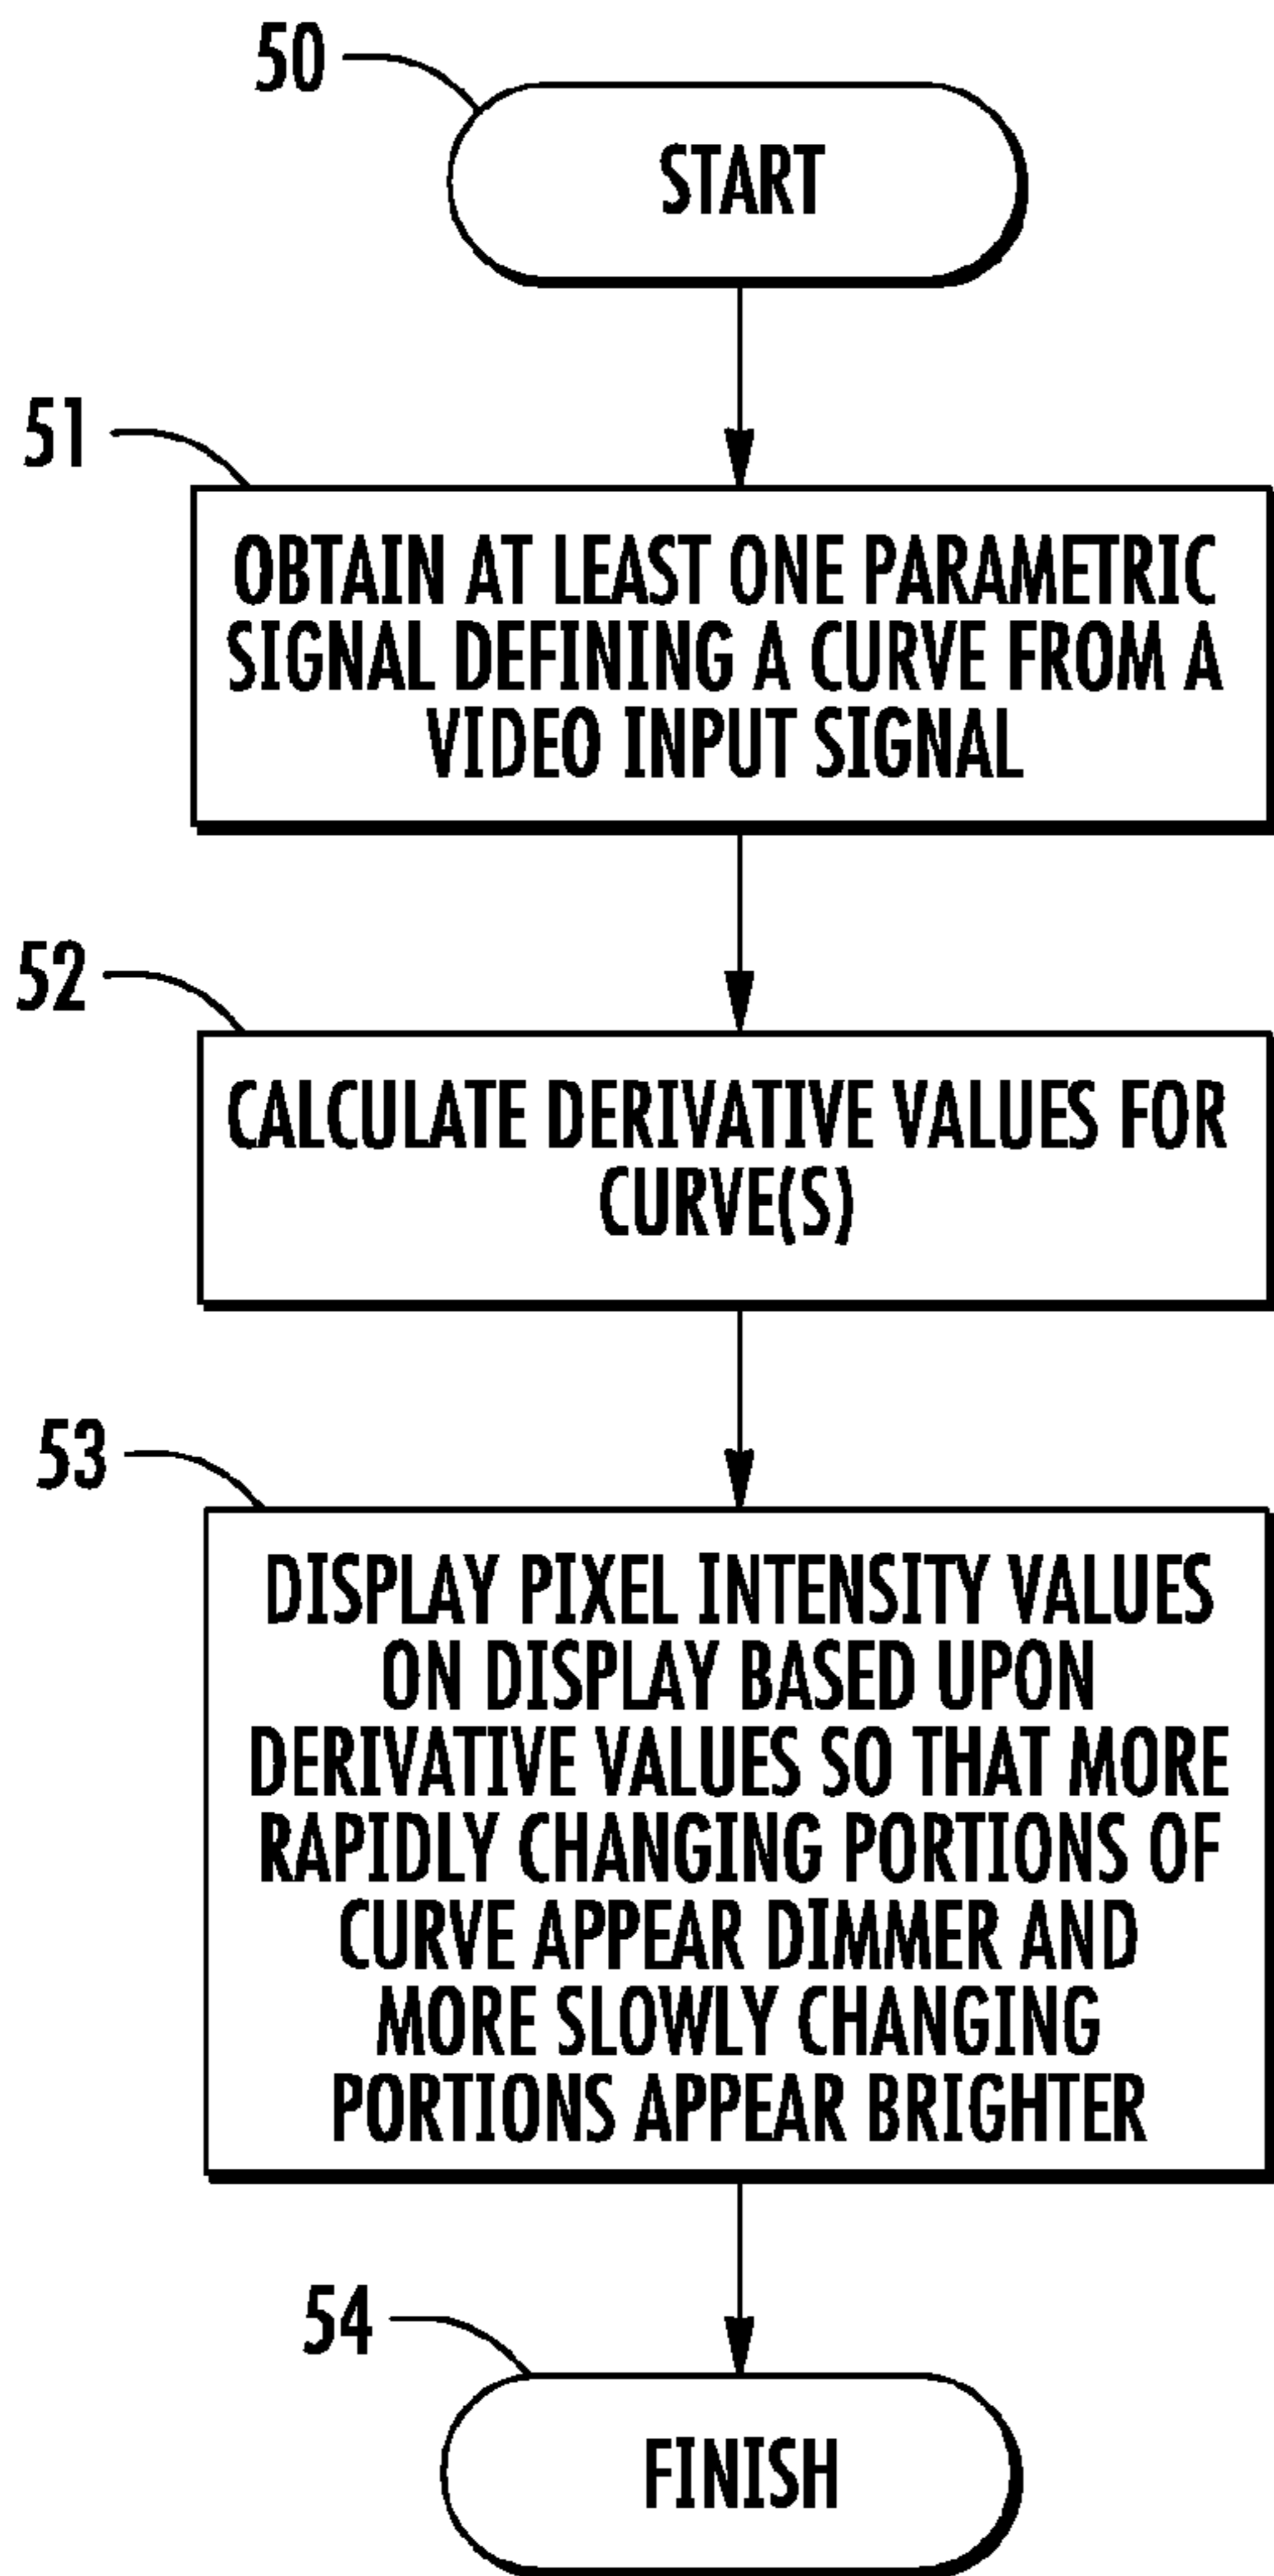 50
START
51
OBTAIN AT LEAST ONE PARAMETRIC
SIGNAL DEFINING A CURVE FROM A
VIDEO INPUT SIGNAL
52
CALCULATE DERIVATIVE VALUES FOR
CURVE(S)
53
DISPLAY PIXEL INTENSITY VALUES
ON DISPLAY BASED UPON
DERIVATIVE VALUES SO THAT MORE
RAPIDLY CHANGING PORTIONS OF
CURVE APPEAR DIMMER AND
MORE SLOWLY CHANGING
PORTIONS APPEAR BRIGHTER
54
FINISH